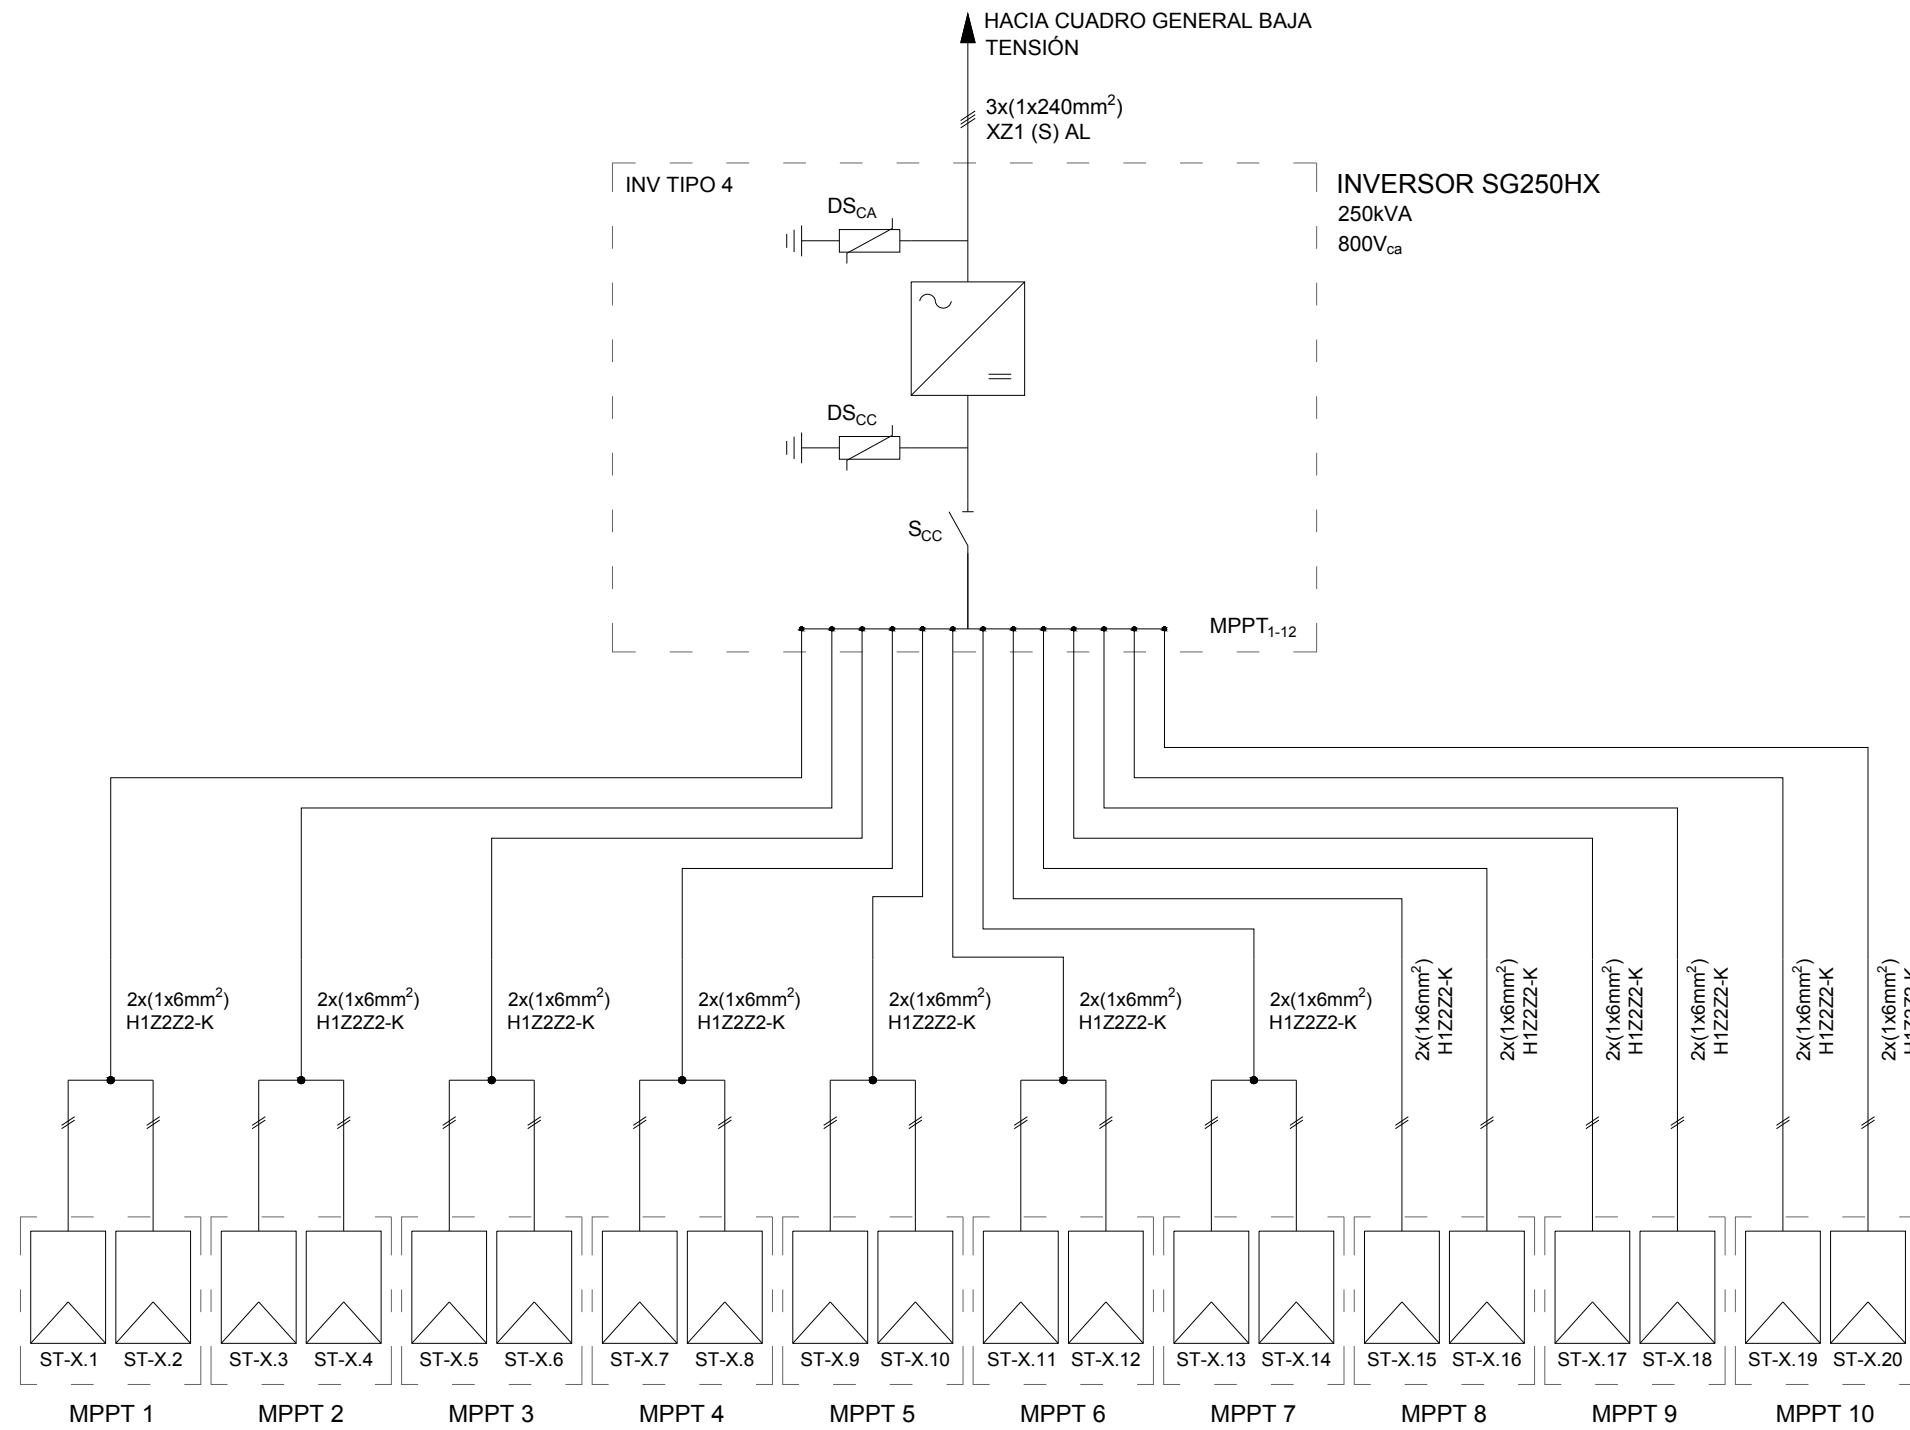 HACIA CUADRO GENERAL BAJA
TENSIÓN
3x(1x240mm²)
XZ1 (S) AL
INV TIPO 4
INVERSOR SG250HX
250kVA
800Vca
DSCA
DSCC
SCC
MPPT1-12
2x(1x6mm²)
H1Z2Z2-K
2x(1x6mm²)
H1Z2Z2-K
2x(1x6mm²)
H1Z2Z2-K
2x(1x6mm²)
H1Z2Z2-K
2x(1x6mm²)
H1Z2Z2-K
2x(1x6mm²)
H1Z2Z2-K
2x(1x6mm²)
H1Z2Z2-K
2x(1x6mm²)
H1Z2Z2-K
2x(1x6mm²)
H1Z2Z2-K
2x(1x6mm²)
H1Z2Z2-K
2x(1x6mm²)
H1Z2Z2-K
2x(1x6mm²)
H1Z2Z2-K
2x(1x6mm²)
ST-X.1 ST-X.2 ST-X.3 ST-X.4 ST-X.5 ST-X.6 ST-X.7 ST-X.8 ST-X.9 ST-X.10 ST-X.11 ST-X.12 ST-X.13 ST-X.14 ST-X.15 ST-X.16 ST-X.17 ST-X.18 ST-X.19 ST-X.20
MPPT 1 MPPT 2 MPPT 3 MPPT 4 MPPT 5 MPPT 6 MPPT 7 MPPT 8 MPPT 9 MPPT 10